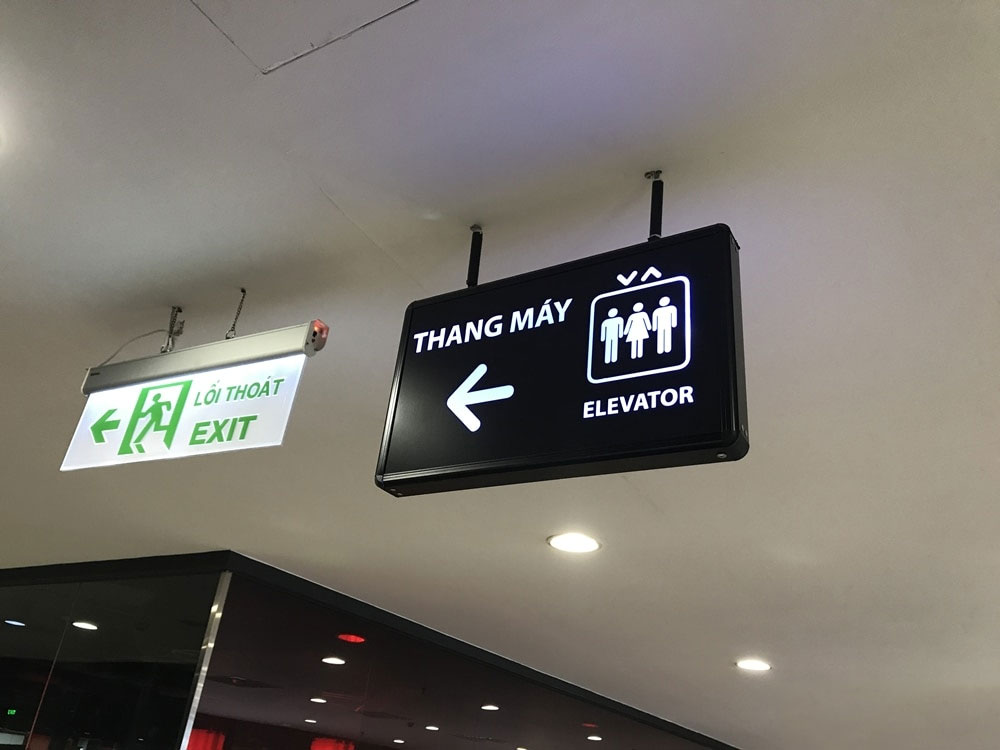 LỐI THOÁT
EXIT
THANG MÁY
ELEVATOR